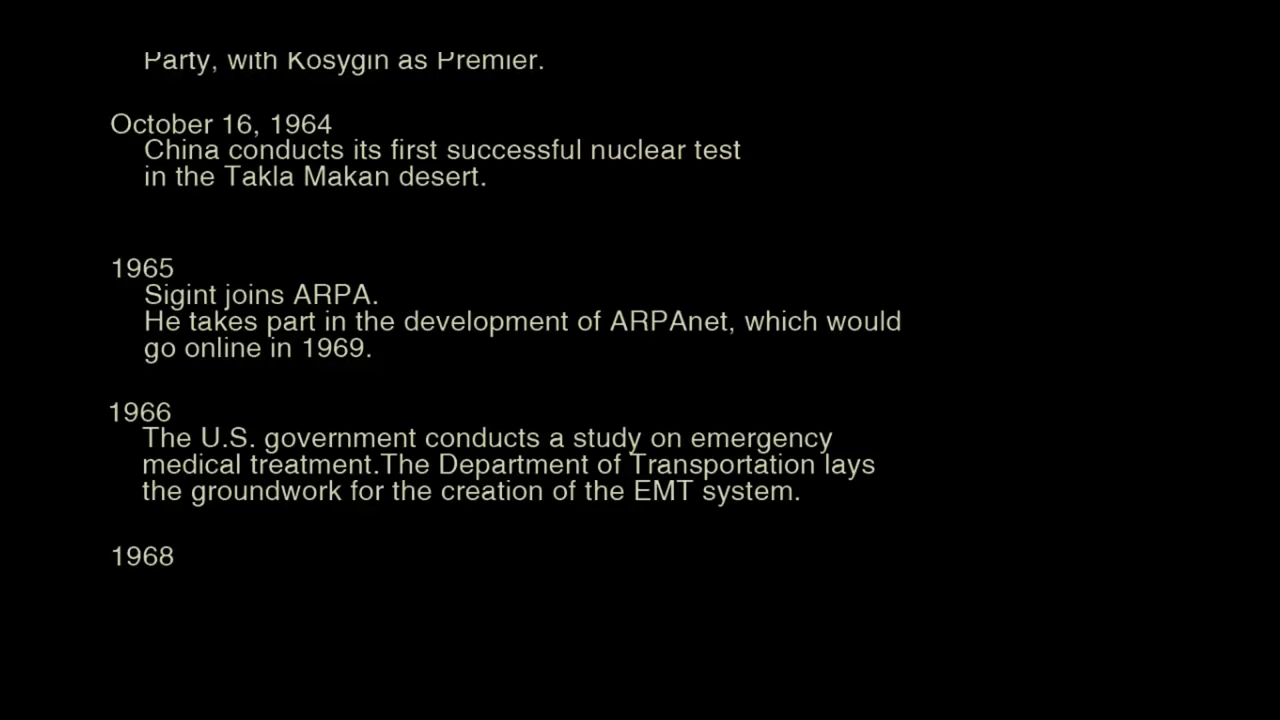 Party, with Kosygin as Premier.
October 16, 1964
China conducts its first successful nuclear test
in the Takla Makan desert.
1965
Sigint joins ARPA.
He takes part in the development of ARPAnet, which would
go online in 1969.
1966
The U.S. government conducts a study on emergency
medical treatment.The Department of Transportation lays
the groundwork for the creation of the EMT system.
1968